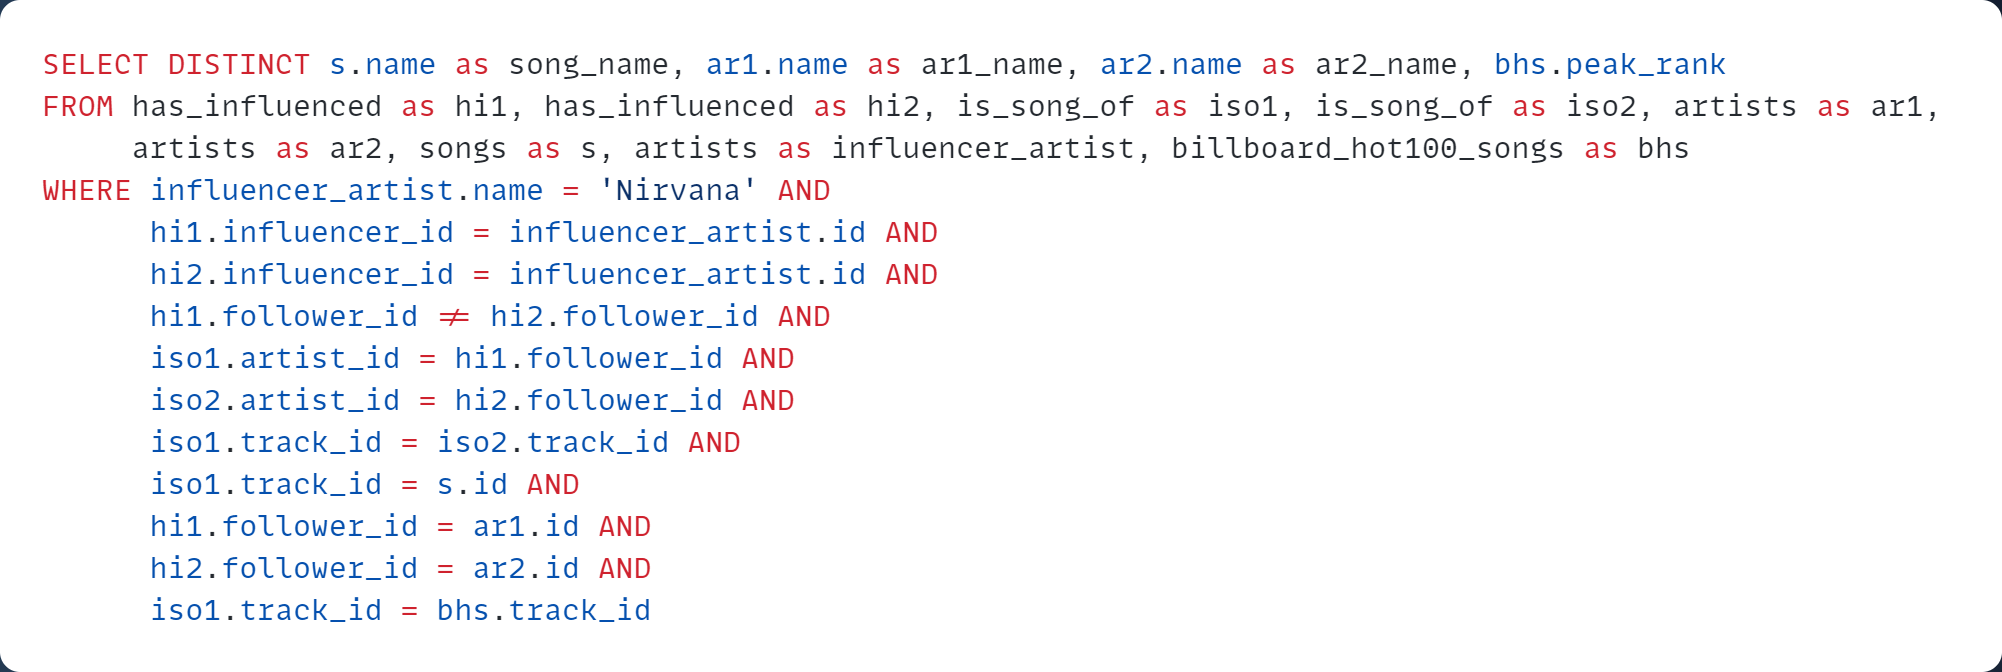 SELECT DISTINCT s.name as song_name, ar1.name as ar1_name, ar2.name as ar2_name, bhs.peak_rank
FROM has_influenced as hi1, has_influenced as hi2, is_song_of as iso1, is_song_of as iso2, artists as ar1,
artists as ar2, songs as s, artists as influencer_artist, billboard_hot100_songs as bhs
WHERE influencer_artist.name = 'Nirvana' AND
hi1.influencer_id = influencer_artist.id AND
hi2.influencer_id = influencer_artist.id AND
hi1.follower_id ≠ hi2.follower_id AND
iso1.artist_id = hi1.follower_id AND
iso2.artist_id = hi2.follower_id AND
iso1.track_id = iso2.track_id AND
iso1.track_id = s.id AND
hi1.follower_id = ar1.id AND
hi2.follower_id = ar2.id AND
iso1.track_id = bhs.track_id